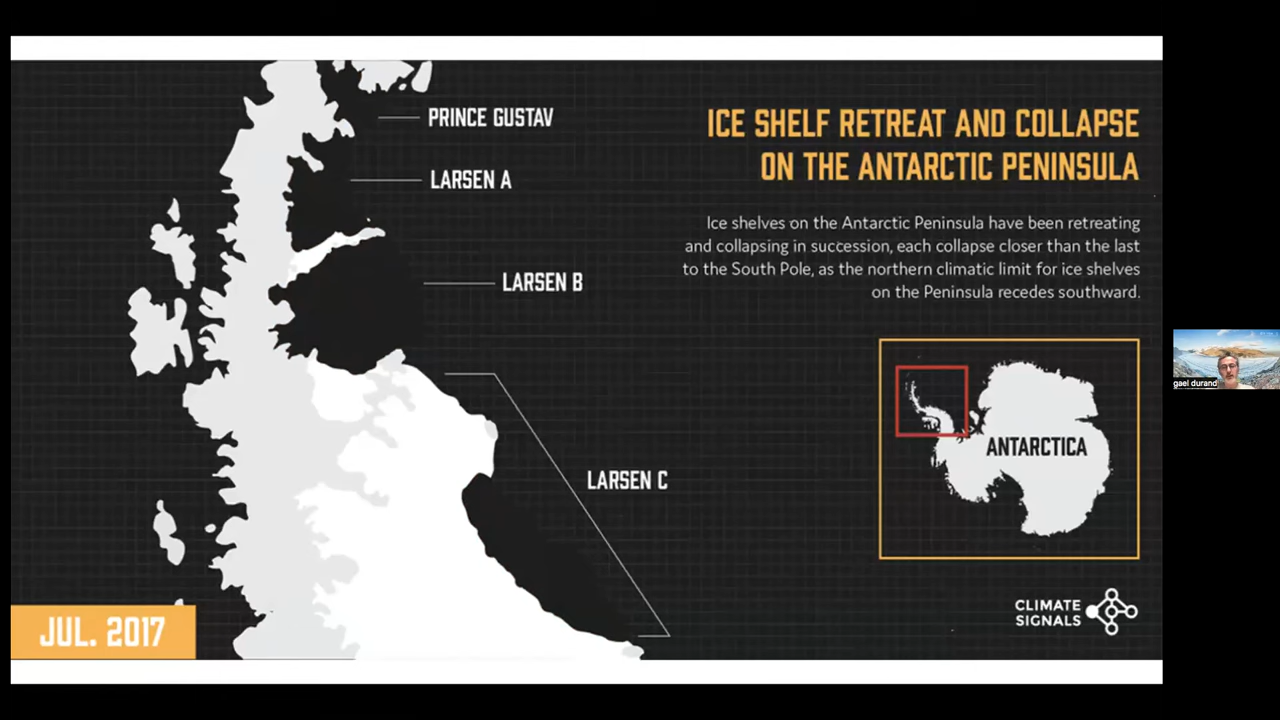 PRINCE GUSTAV
LARSEN A
LARSEN B
LARSEN C
JUL. 2017
ICE SHELF RETREAT AND COLLAPSE
ON THE ANTARCTIC PENINSULA
Ice shelves on the Antarctic Peninsula have been retreating
and collapsing in succession, each collapse closer than the last
to the South Pole, as the northern climatic limit for ice shelves
on the Peninsula recedes southward.
ANTARCTICA
CLIMATE
SIGNALS
gael durand